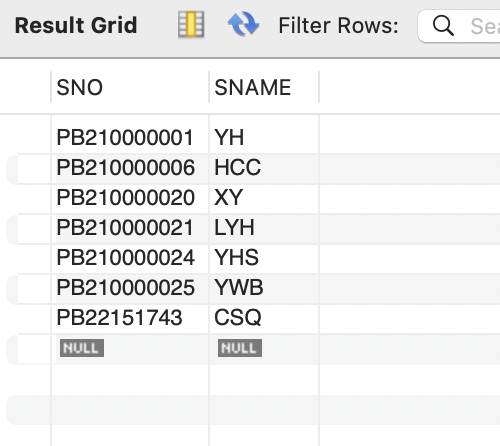 Result Grid Filter Rows: Sea
SNO SNAME
PB210000001 YH
PB210000006 HCC
PB210000020 XY
PB210000021 LYH
PB210000024 YHS
PB210000025 YWB
PB22151743 CSQ
NULL NULL